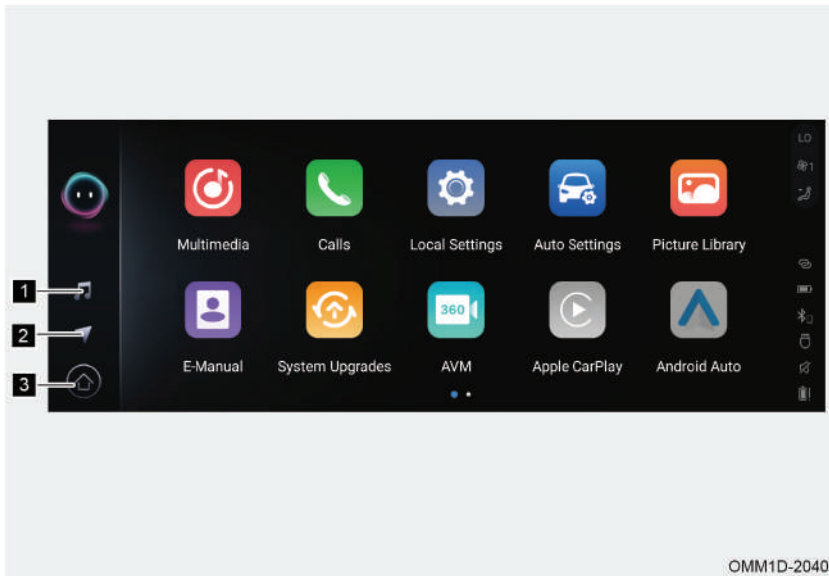 LO
1
Multimedia Calls Local Settings Auto Settings Picture Library
1
360
2
E-Manual System Upgrades AVM Apple CarPlay Android Auto
3
OMM1D-2040